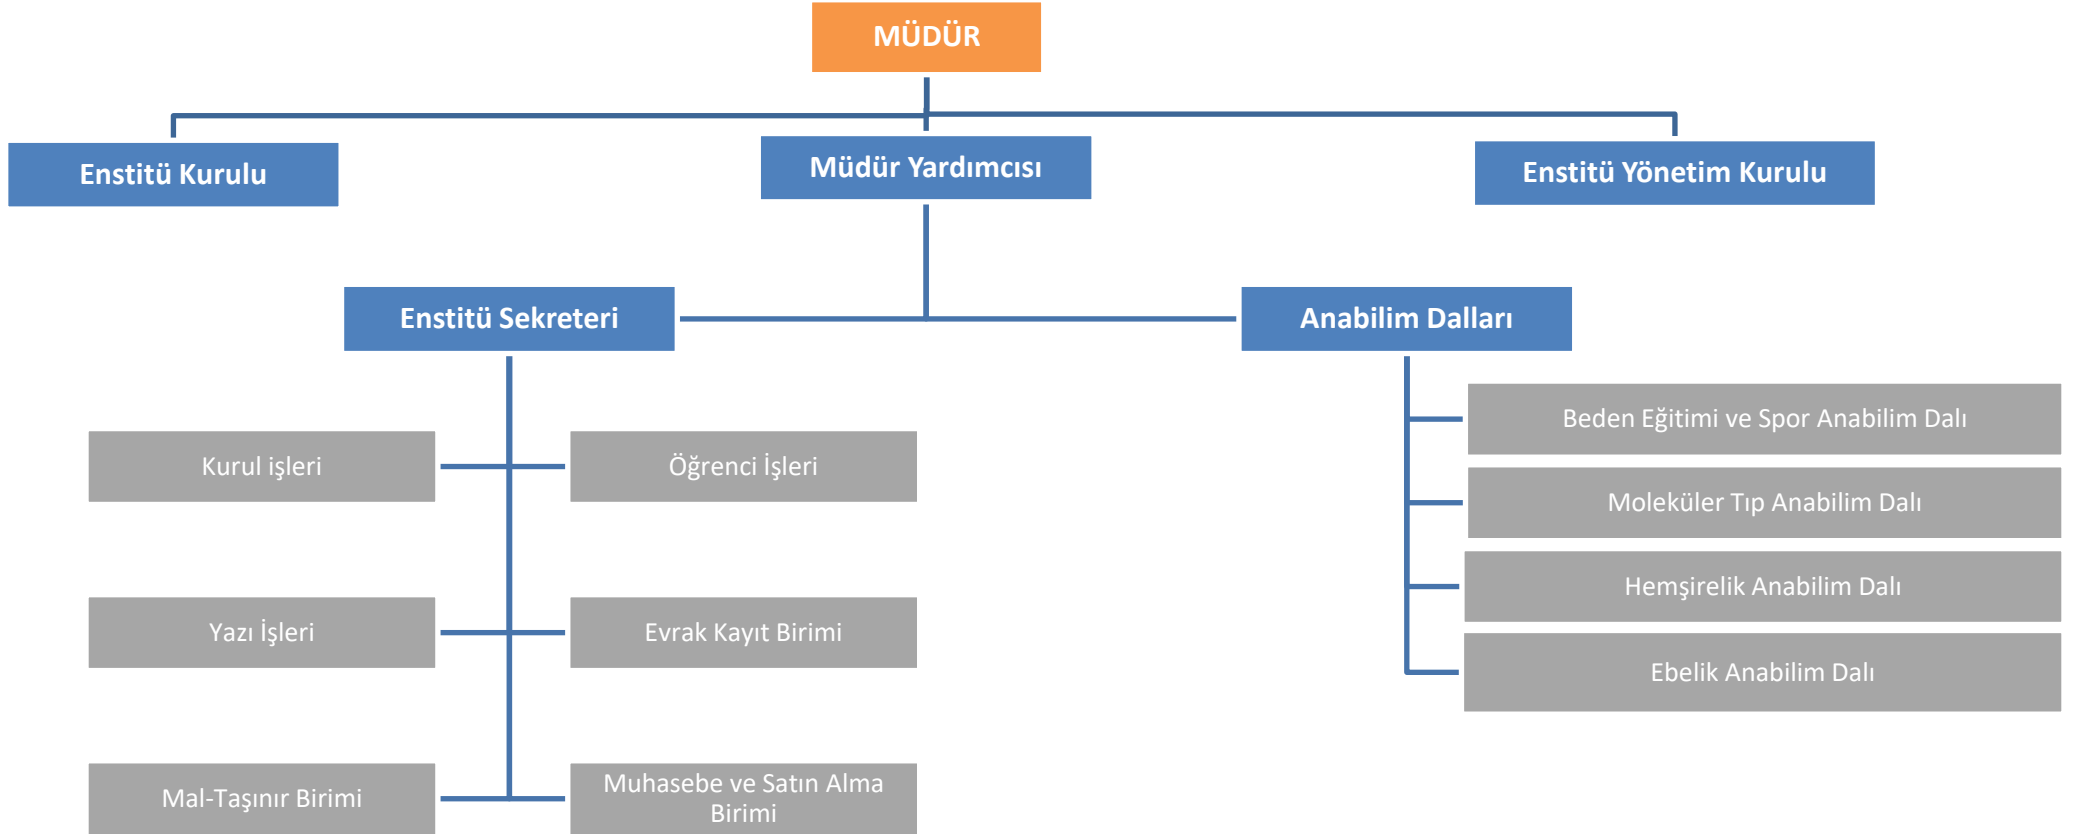 MÜDÜR
Enstitü Kurulu
Müdür Yardımcısı
Enstitü Yönetim Kurulu
Enstitü Sekreteri
Anabilim Dalları
Kurul işleri
Öğrenci İşleri
Yazı İşleri
Evrak Kayıt Birimi
Mal-Taşınır Birimi
Muhasebe ve Satın Alma
Birimi
Beden Eğitimi ve Spor Anabilim Dalı
Moleküler Tıp Anabilim Dalı
Hemşirelik Anabilim Dalı
Ebelik Anabilim Dalı